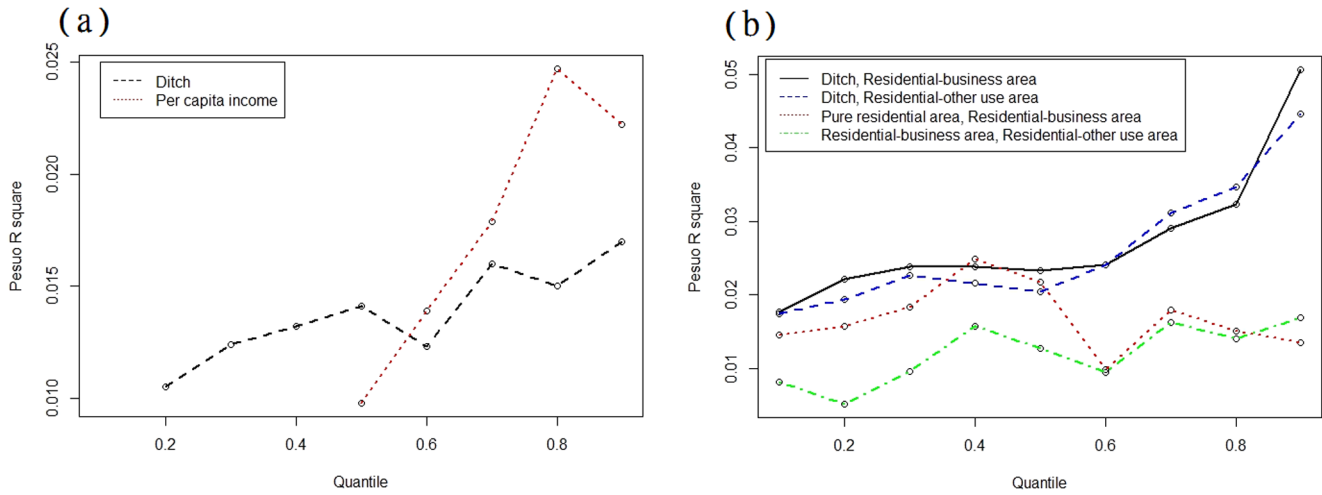 (a)
Pesuo R square
0.025
0.020
0.015
0.010
Ditch
Per capita income
0.2 0.4 0.6 0.8
Quantile
(b)
Pesuo R square
0.05
0.04
0.03
0.02
0.01
Ditch, Residential-business area
Ditch, Residential-other use area
Pure residential area, Residential-business area
Residential-business area, Residential-other use area
0.2 0.4 0.6 0.8
Quantile